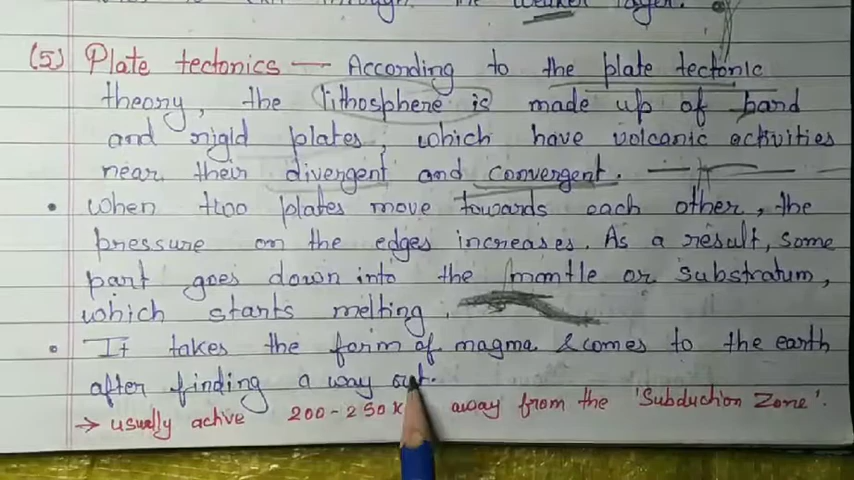 the weaker layer.
(5) Plate tectonics — According to the plate tectonic
theory, the lithosphere is made up of hard
and rigid plates, which have volcanic activities
near their divergent and convergent.
• When two plates move towards each other, the
pressure on the edges increases. As a result, some
part goes down into the mantle or substratum,
which starts melting.
• It takes the form of magma & comes to the earth
after finding a way out.
→ usually active 200-250 away from the 'Subduction Zone'.